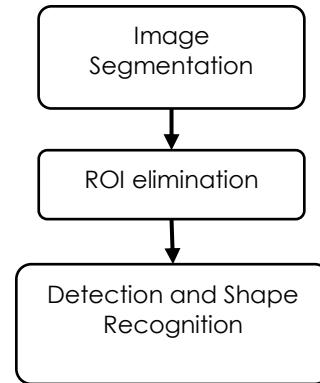 Image
Segmentation
ROI elimination
Detection and Shape
Recognition